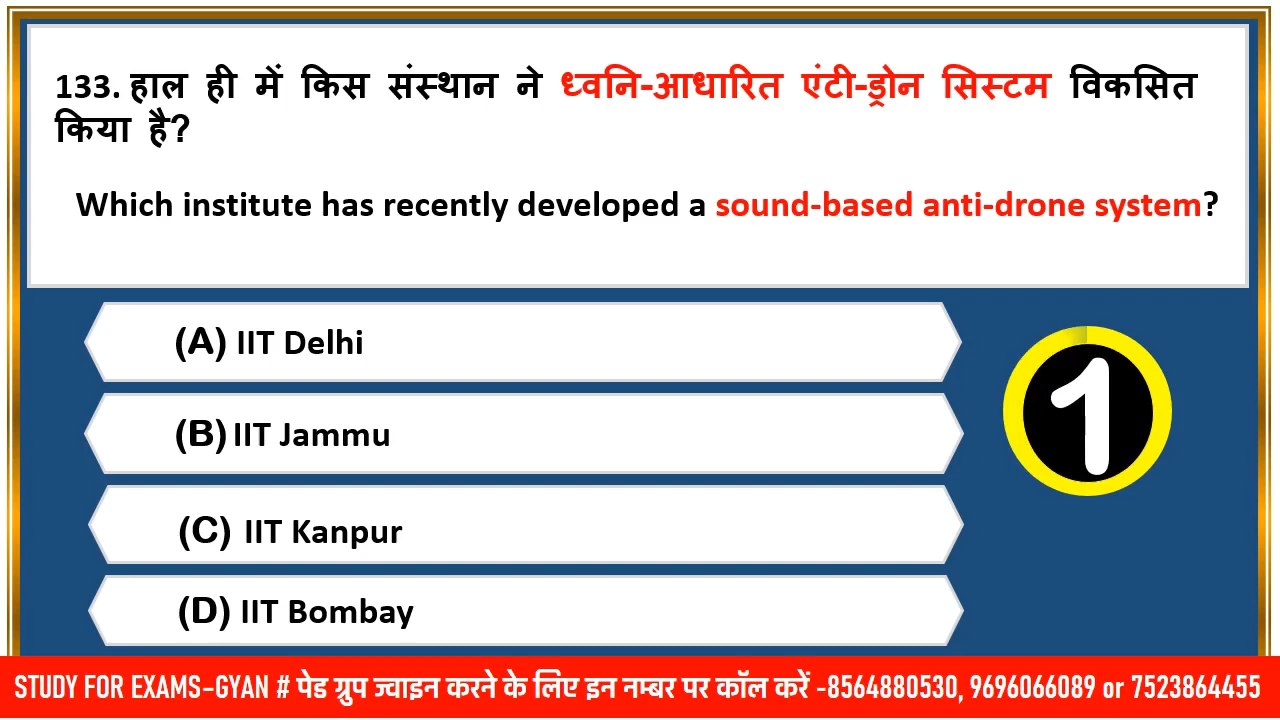 133. हाल ही में किस संस्थान ने ध्वनि-आधारित एंटी-ड्रोन सिस्टम विकसित
किया है?
Which institute has recently developed a sound-based anti-drone system?
(A) IIT Delhi
(B) IIT Jammu
(C) IIT Kanpur
(D) IIT Bombay
1
STUDY FOR EXAMS-GYAN # पेड ग्रुप ज्वाइन करने के लिए इन नम्बर पर कॉल करें -8564880530, 9696066089 or 7523864455